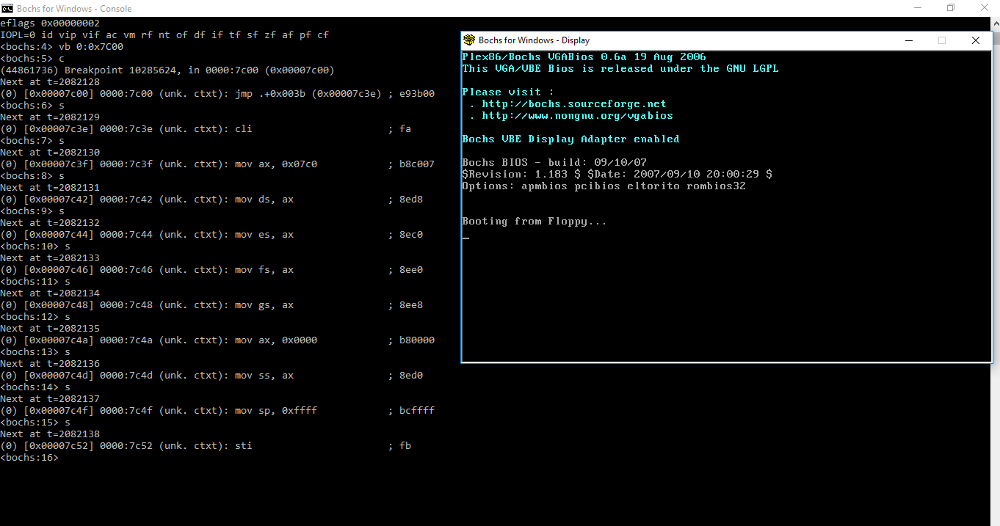 Bochs for Windows - Console
eflags 0x00000002
IOPL=0 id vip vif ac vm rf nt of df if tf sf zf af pf cf
<bochs:4> vb 0:0x7C00
<bochs:5> c
(44861736) Breakpoint 10285624, in 0000:7c00 (0x00007c00)
Next at t=2082128
(0) [0x00007c00] 0000:7c00 (unk. ctxt): jmp .+0x003b (0x00007c3e) ; e93b00
<bochs:6> s
Next at t=2082129
(0) [0x00007c3e] 0000:7c3e (unk. ctxt): cli ; fa
<bochs:7> s
Next at t=2082130
(0) [0x00007c3f] 0000:7c3f (unk. ctxt): mov ax, 0x07c0 ; b8c007
<bochs:8> s
Next at t=2082131
(0) [0x00007c42] 0000:7c42 (unk. ctxt): mov ds, ax ; 8ed8
<bochs:9> s
Next at t=2082132
(0) [0x00007c44] 0000:7c44 (unk. ctxt): mov es, ax ; 8ec0
<bochs:10> s
Next at t=2082133
(0) [0x00007c46] 0000:7c46 (unk. ctxt): mov fs, ax ; 8ee0
<bochs:11> s
Next at t=2082134
(0) [0x00007c48] 0000:7c48 (unk. ctxt): mov gs, ax ; 8ee8
<bochs:12> s
Next at t=2082135
(0) [0x00007c4a] 0000:7c4a (unk. ctxt): mov ax, 0x0000 ; b80000
<bochs:13> s
Next at t=2082136
(0) [0x00007c4d] 0000:7c4d (unk. ctxt): mov ss, ax ; 8ed0
<bochs:14> s
Next at t=2082137
(0) [0x00007c4f] 0000:7c4f (unk. ctxt): mov sp, 0xffff ; bcffff
<bochs:15> s
Next at t=2082138
(0) [0x00007c52] 0000:7c52 (unk. ctxt): sti ; fb
<bochs:16>
Bochs for Windows - Display
Plex86/Bochs VGABios 0.6a 19 Aug 2006
This VGA/VBE Bios is released under the GNU LGPL
Please visit :
. http://bochs.sourceforge.net
. http://www.nongnu.org/vgabios
Bochs VBE Display Adapter enabled
Bochs BIOS - build: 09/10/07
$Revision: 1.183 $ $Date: 2007/09/10 20:00:29 $
Options: apmbios pcibios eltorito rombios32
Booting from Floppy...
_